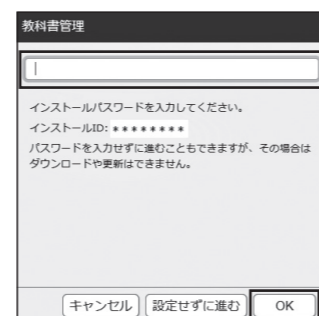 教科書管理
インストールパスワードを入力してください。
インストールID: ********
パスワードを入力せずに進むこともできますが、その場合は
ダウンロードや更新はできません。
キャンセル 設定せずに進む OK